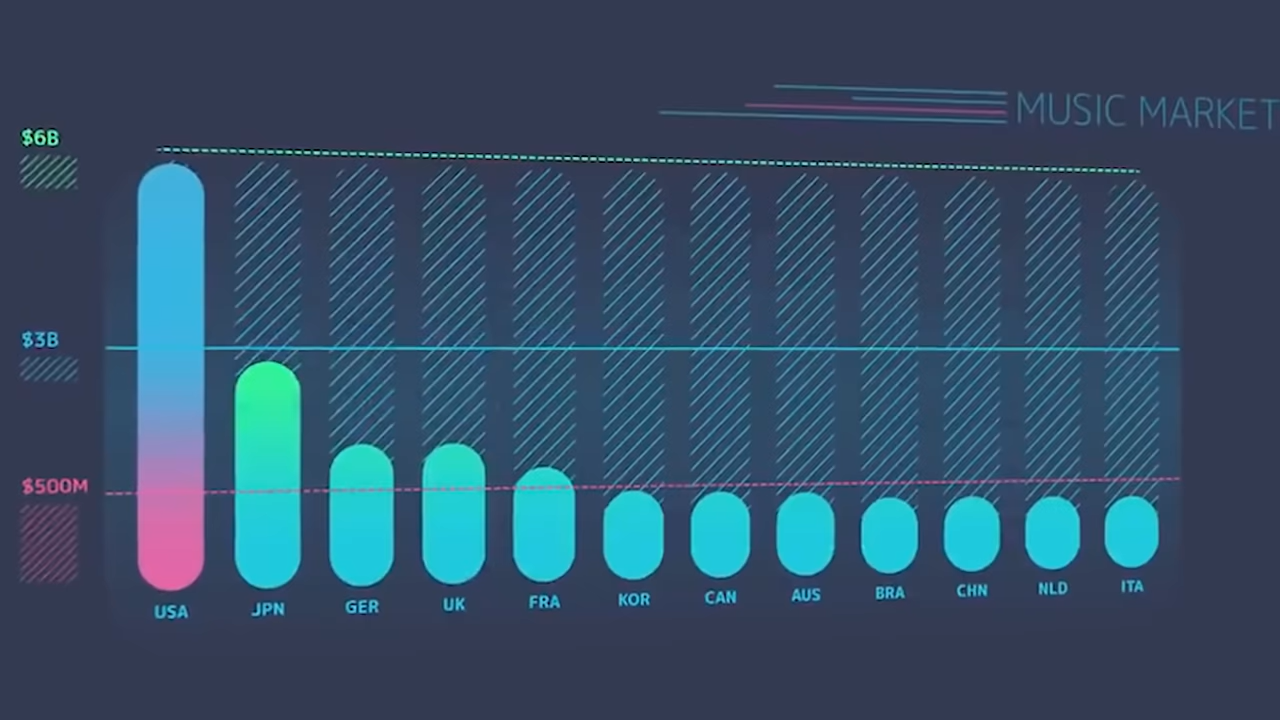 MUSIC MARKET
$6B
$3B
$500M
USA JPN GER UK FRA KOR CAN AUS BRA CHN NLD ITA